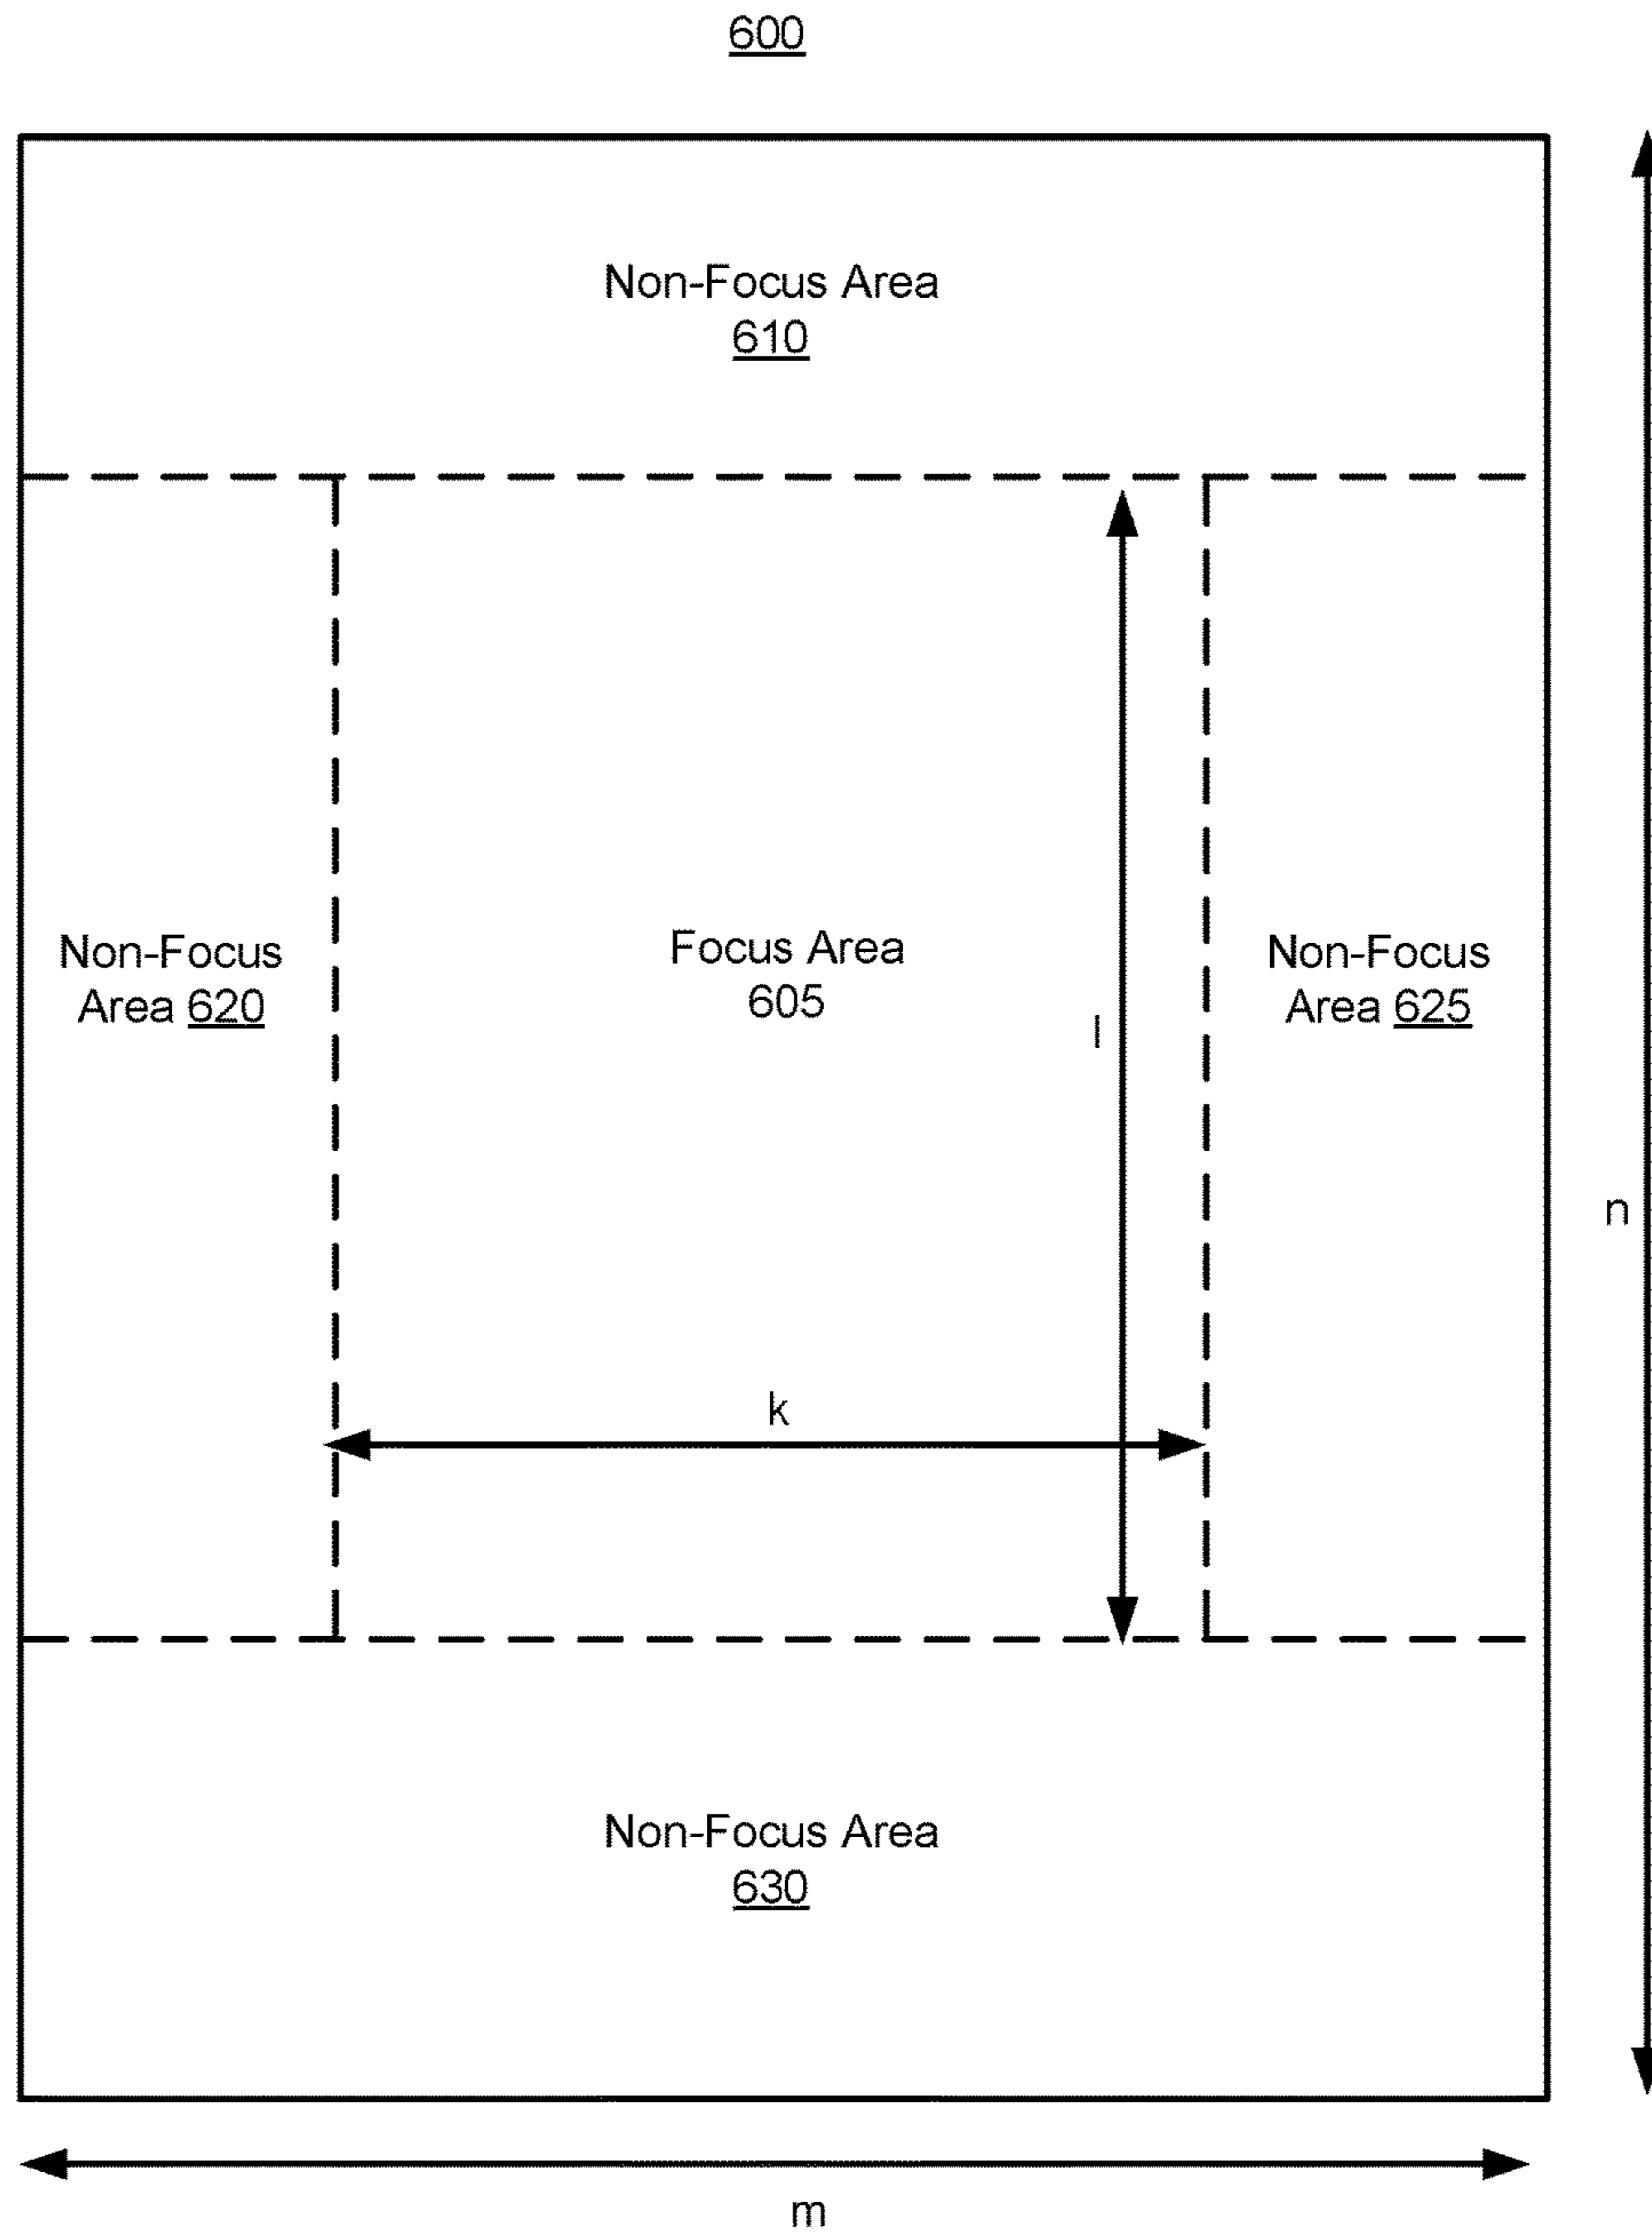 600
Non-Focus Area
610
Non-Focus
Area 620
Focus Area
605
Non-Focus
Area 625
l
n
k
Non-Focus Area
630
m